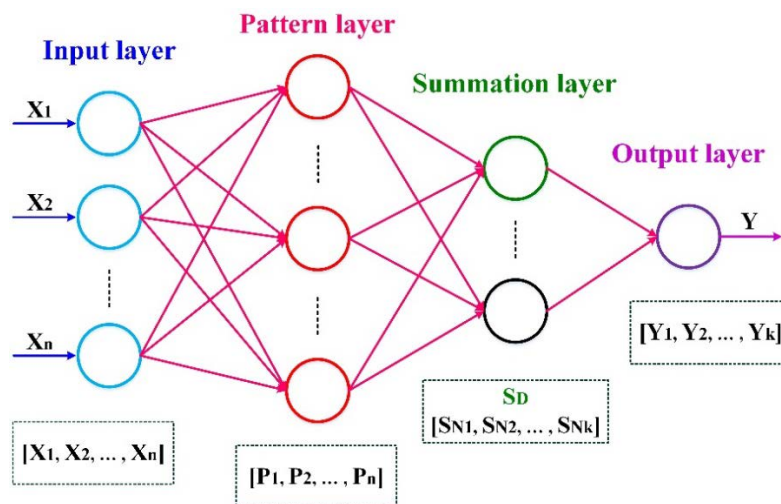 Pattern layer
Input layer
Summation layer
Output layer
X1
X2
Xn
Y
[Y1, Y2, ... , Yk]
SD
[SN1, SN2, ... , SNk]
[X1, X2, ... , Xn]
[P1, P2, ... , Pn]